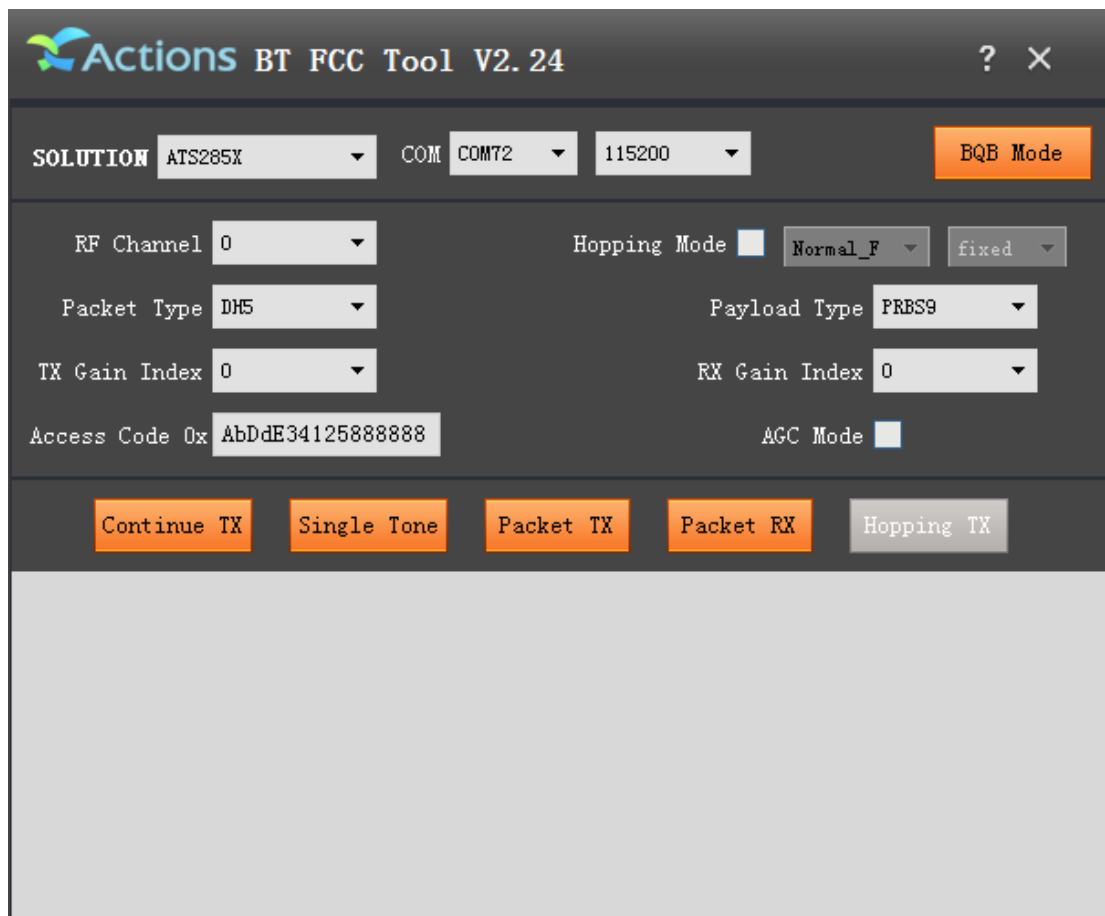 Actions BT FCC Tool V2.24 ? ×
SOLUTION ATS285X COM COM72 115200 BQB Mode
RF Channel 0 Hopping Mode Normal_F fixed
Packet Type DH5 Payload Type PRBS9
TX Gain Index 0 RX Gain Index 0
Access Code 0x AbDdE34125888888 AGC Mode
Continue TX Single Tone Packet TX Packet RX Hopping TX